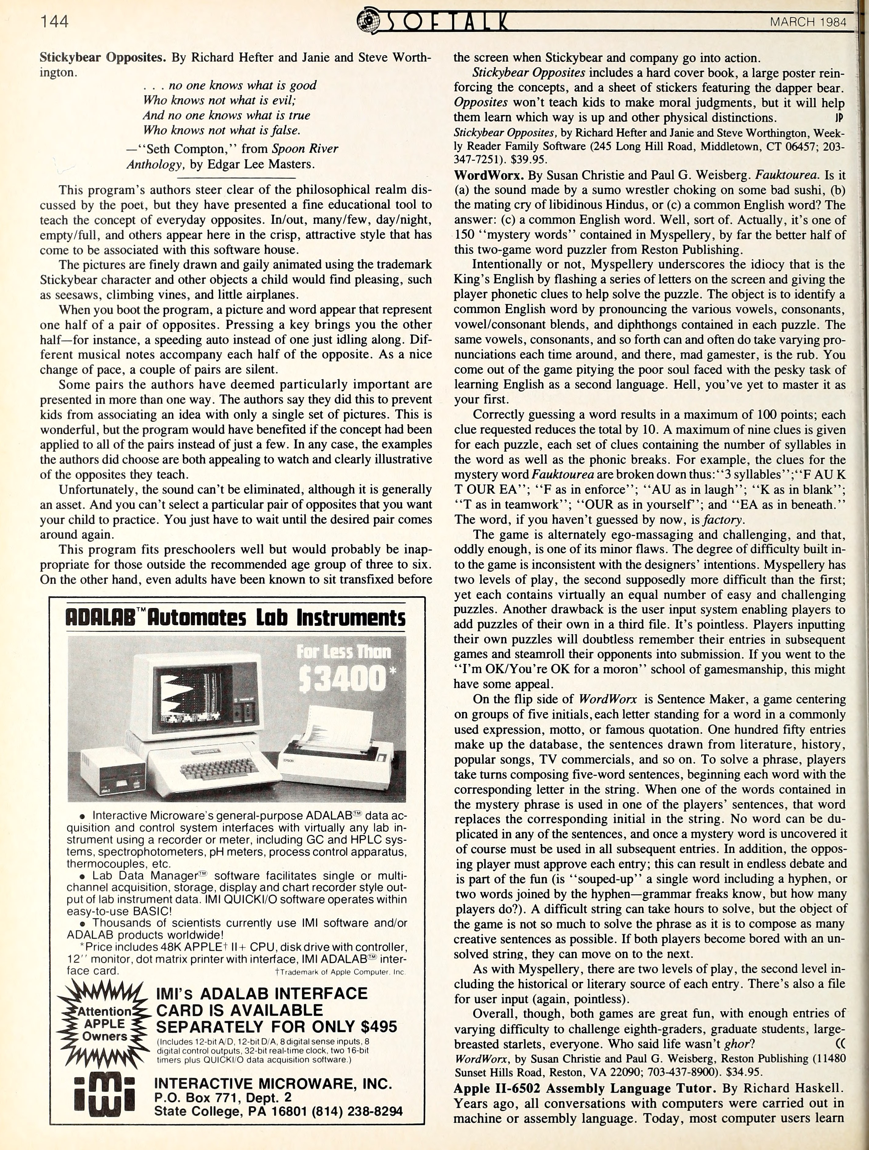 144
SOFTALK
MARCH 1984
Stickybear Opposites. By Richard Hefter and Janie and Steve Worth-
ington.
. . . no one knows what is good
Who knows not what is evil;
And no one knows what is true
Who knows not what is false.
—"Seth Compton," from Spoon River
Anthology, by Edgar Lee Masters.
This program's authors steer clear of the philosophical realm dis-
cussed by the poet, but they have presented a fine educational tool to
teach the concept of everyday opposites. In/out, many/few, day/night,
empty/full, and others appear here in the crisp, attractive style that has
come to be associated with this software house.
The pictures are finely drawn and gaily animated using the trademark
Stickybear character and other objects a child would find pleasing, such
as seesaws, climbing vines, and little airplanes.
When you boot the program, a picture and word appear that represent
one half of a pair of opposites. Pressing a key brings you the other
half—for instance, a speeding auto instead of one just idling along. Dif-
ferent musical notes accompany each half of the opposite. As a nice
change of pace, a couple of pairs are silent.
Some pairs the authors have deemed particularly important are
presented in more than one way. The authors say they did this to prevent
kids from associating an idea with only a single set of pictures. This is
wonderful, but the program would have benefited if the concept had been
applied to all of the pairs instead of just a few. In any case, the examples
the authors did choose are both appealing to watch and clearly illustrative
of the opposites they teach.
Unfortunately, the sound can't be eliminated, although it is generally
an asset. And you can't select a particular pair of opposites that you want
your child to practice. You just have to wait until the desired pair comes
around again.
This program fits preschoolers well but would probably be inap-
propriate for those outside the recommended age group of three to six.
On the other hand, even adults have been known to sit transfixed before
ADALAB™ Automates Lab Instruments
For Less Than
$3400*
• Interactive Microware's general-purpose ADALAB™ data ac-
quisition and control system interfaces with virtually any lab in-
strument using a recorder or meter, including GC and HPLC sys-
tems, spectrophotometers, pH meters, process control apparatus,
thermocouples, etc.
• Lab Data Manager™ software facilitates single or multi-
channel acquisition, storage, display and chart recorder style out-
put of lab instrument data. IMI QUICKI/O software operates within
easy-to-use BASIC!
• Thousands of scientists currently use IMI software and/or
ADALAB products worldwide!
*Price includes 48K APPLE† II+ CPU, disk drive with controller,
12'' monitor, dot matrix printer with interface, IMI ADALAB™ inter-
face card. †Trademark of Apple Computer, Inc.
Attention
APPLE
Owners
IMI's ADALAB INTERFACE
CARD IS AVAILABLE
SEPARATELY FOR ONLY $495
(Includes 12-bit A/D, 12-bit D/A, 8 digital sense inputs, 8
digital control outputs, 32-bit real-time clock, two 16-bit
timers plus QUICKI/O data acquisition software.)
imi
iwi
INTERACTIVE MICROWARE, INC.
P.O. Box 771, Dept. 2
State College, PA 16801 (814) 238-8294
the screen when Stickybear and company go into action.
Stickybear Opposites includes a hard cover book, a large poster rein-
forcing the concepts, and a sheet of stickers featuring the dapper bear.
Opposites won't teach kids to make moral judgments, but it will help
them learn which way is up and other physical distinctions. JP
Stickybear Opposites, by Richard Hefter and Janie and Steve Worthington, Week-
ly Reader Family Software (245 Long Hill Road, Middletown, CT 06457; 203-
347-7251). $39.95.
WordWorx. By Susan Christie and Paul G. Weisberg. Fauktourea. Is it
(a) the sound made by a sumo wrestler choking on some bad sushi, (b)
the mating cry of libidinous Hindus, or (c) a common English word? The
answer: (c) a common English word. Well, sort of. Actually, it's one of
150 "mystery words" contained in Myspellery, by far the better half of
this two-game word puzzler from Reston Publishing.
Intentionally or not, Myspellery underscores the idiocy that is the
King's English by flashing a series of letters on the screen and giving the
player phonetic clues to help solve the puzzle. The object is to identify a
common English word by pronouncing the various vowels, consonants,
vowel/consonant blends, and diphthongs contained in each puzzle. The
same vowels, consonants, and so forth can and often do take varying pro-
nunciations each time around, and there, mad gamester, is the rub. You
come out of the game pitying the poor soul faced with the pesky task of
learning English as a second language. Hell, you've yet to master it as
your first.
Correctly guessing a word results in a maximum of 100 points; each
clue requested reduces the total by 10. A maximum of nine clues is given
for each puzzle, each set of clues containing the number of syllables in
the word as well as the phonic breaks. For example, the clues for the
mystery word Fauktourea are broken down thus:"3 syllables";"F AU K
T OUR EA"; "F as in enforce"; "AU as in laugh"; "K as in blank";
"T as in teamwork"; "OUR as in yourself"; and "EA as in beneath."
The word, if you haven't guessed by now, is factory.
The game is alternately ego-massaging and challenging, and that,
oddly enough, is one of its minor flaws. The degree of difficulty built in-
to the game is inconsistent with the designers' intentions. Myspellery has
two levels of play, the second supposedly more difficult than the first;
yet each contains virtually an equal number of easy and challenging
puzzles. Another drawback is the user input system enabling players to
add puzzles of their own in a third file. It's pointless. Players inputting
their own puzzles will doubtless remember their entries in subsequent
games and steamroll their opponents into submission. If you went to the
"I'm OK/You're OK for a moron" school of gamesmanship, this might
have some appeal.
On the flip side of WordWorx is Sentence Maker, a game centering
on groups of five initials, each letter standing for a word in a commonly
used expression, motto, or famous quotation. One hundred fifty entries
make up the database, the sentences drawn from literature, history,
popular songs, TV commercials, and so on. To solve a phrase, players
take turns composing five-word sentences, beginning each word with the
corresponding letter in the string. When one of the words contained in
the mystery phrase is used in one of the players' sentences, that word
replaces the corresponding initial in the string. No word can be du-
plicated in any of the sentences, and once a mystery word is uncovered it
of course must be used in all subsequent entries. In addition, the oppos-
ing player must approve each entry; this can result in endless debate and
is part of the fun (is "souped-up" a single word including a hyphen, or
two words joined by the hyphen—grammar freaks know, but how many
players do?). A difficult string can take hours to solve, but the object of
the game is not so much to solve the phrase as it is to compose as many
creative sentences as possible. If both players become bored with an un-
solved string, they can move on to the next.
As with Myspellery, there are two levels of play, the second level in-
cluding the historical or literary source of each entry. There's also a file
for user input (again, pointless).
Overall, though, both games are great fun, with enough entries of
varying difficulty to challenge eighth-graders, graduate students, large-
breasted starlets, everyone. Who said life wasn't ghor? CC
WordWorx, by Susan Christie and Paul G. Weisberg, Reston Publishing (11480
Sunset Hills Road, Reston, VA 22090; 703-437-8900). $34.95.
Apple II-6502 Assembly Language Tutor. By Richard Haskell.
Years ago, all conversations with computers were carried out in
machine or assembly language. Today, most computer users learn